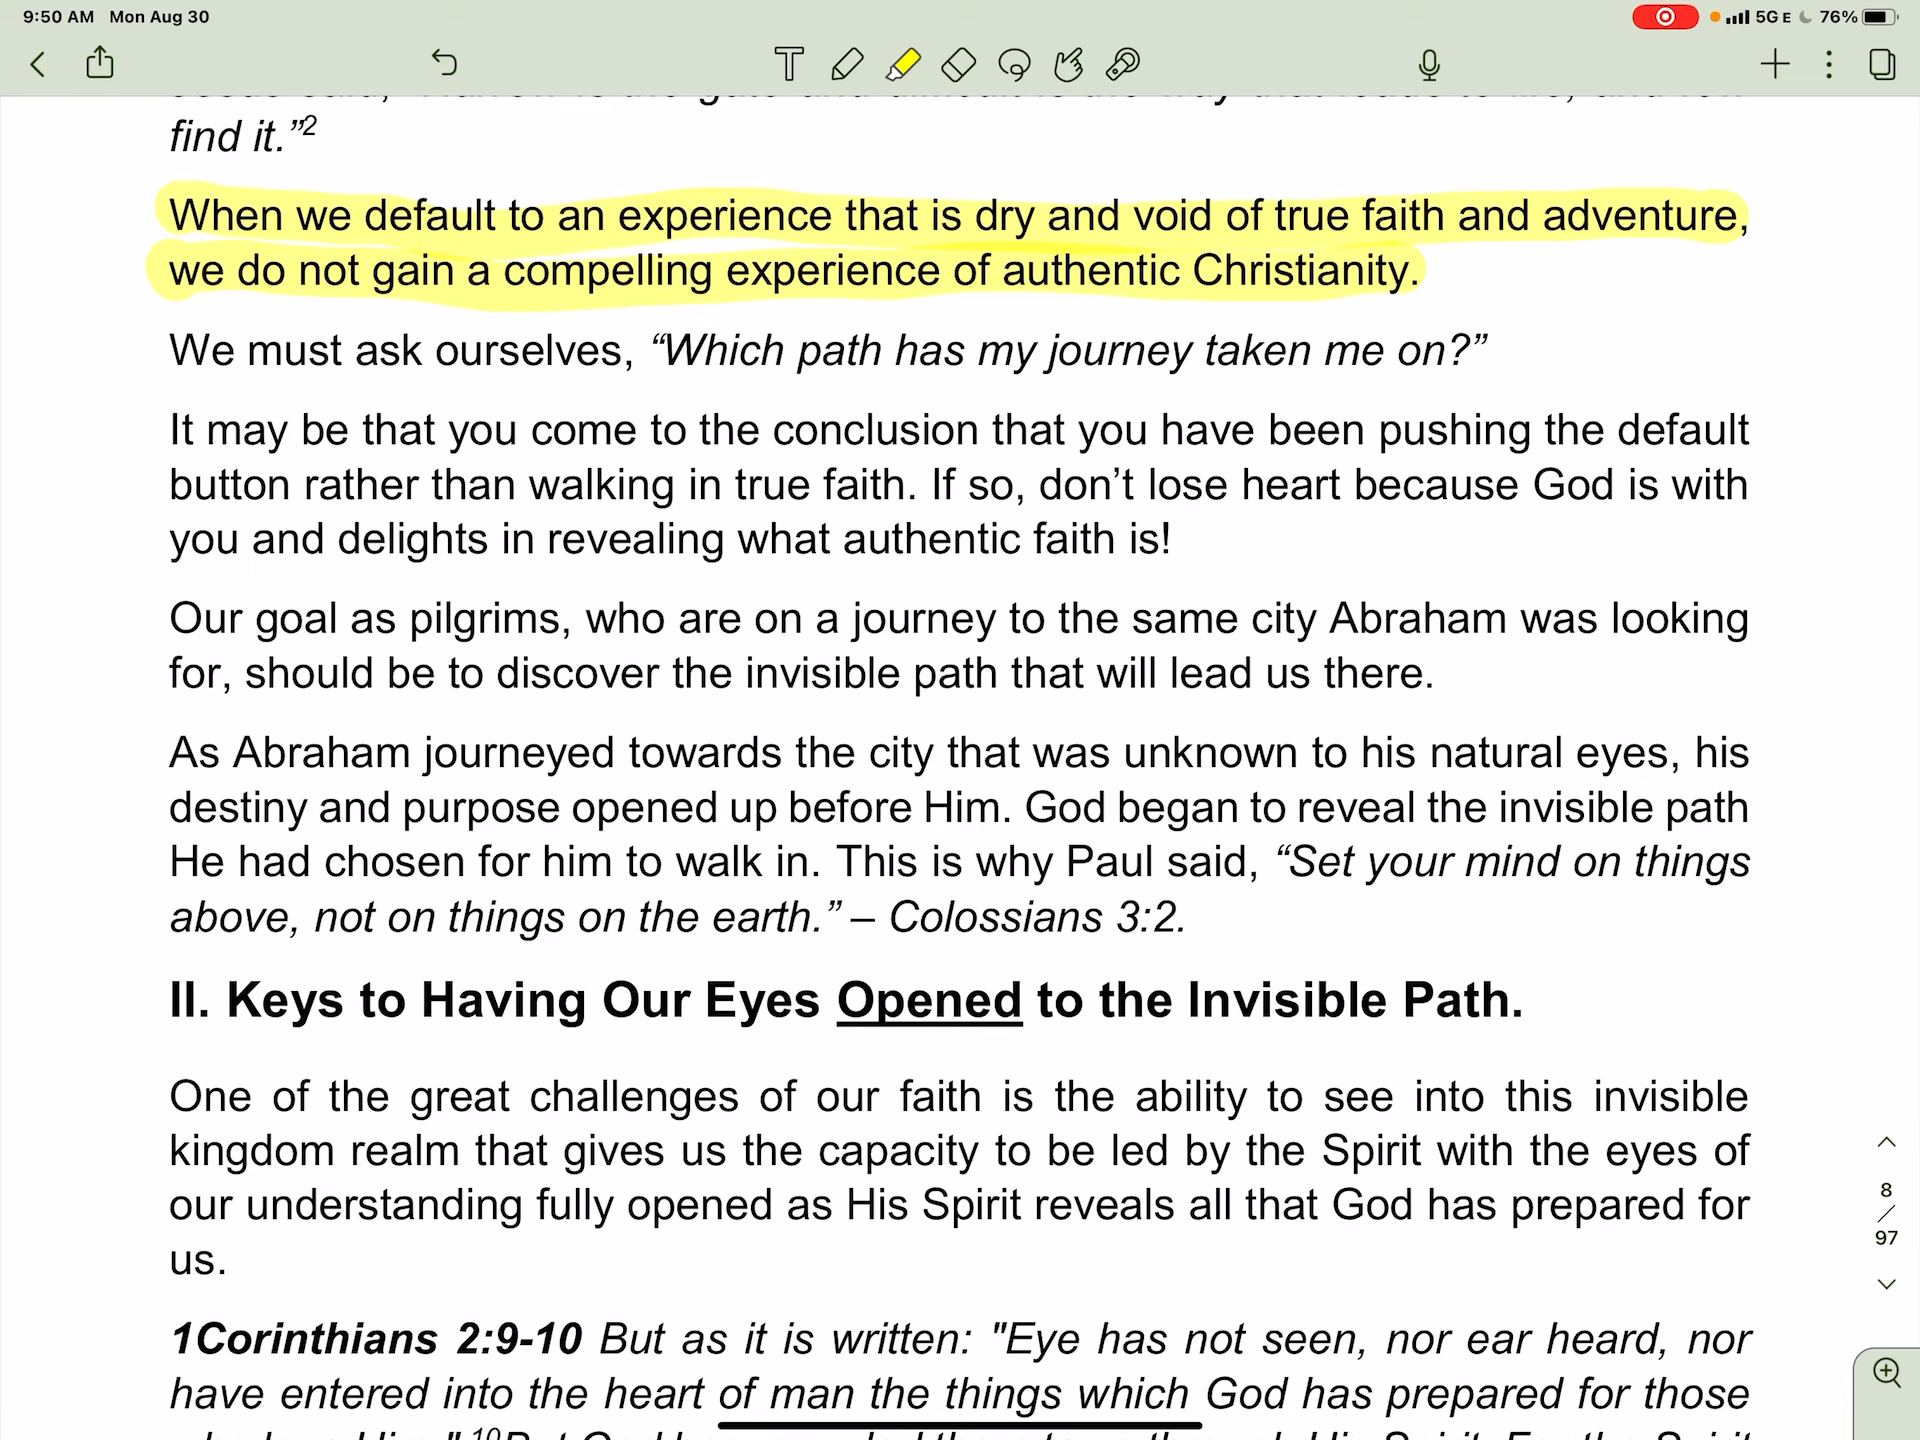 9:50 AM Mon Aug 30
5G E 76%
find it.”2
When we default to an experience that is dry and void of true faith and adventure,
we do not gain a compelling experience of authentic Christianity.
We must ask ourselves, “Which path has my journey taken me on?”
It may be that you come to the conclusion that you have been pushing the default
button rather than walking in true faith. If so, don’t lose heart because God is with
you and delights in revealing what authentic faith is!
Our goal as pilgrims, who are on a journey to the same city Abraham was looking
for, should be to discover the invisible path that will lead us there.
As Abraham journeyed towards the city that was unknown to his natural eyes, his
destiny and purpose opened up before Him. God began to reveal the invisible path
He had chosen for him to walk in. This is why Paul said, “Set your mind on things
above, not on things on the earth.” – Colossians 3:2.
II. Keys to Having Our Eyes Opened to the Invisible Path.
One of the great challenges of our faith is the ability to see into this invisible
kingdom realm that gives us the capacity to be led by the Spirit with the eyes of
our understanding fully opened as His Spirit reveals all that God has prepared for
us.
8
/
97
1Corinthians 2:9-10 But as it is written: "Eye has not seen, nor ear heard, nor
have entered into the heart of man the things which God has prepared for those